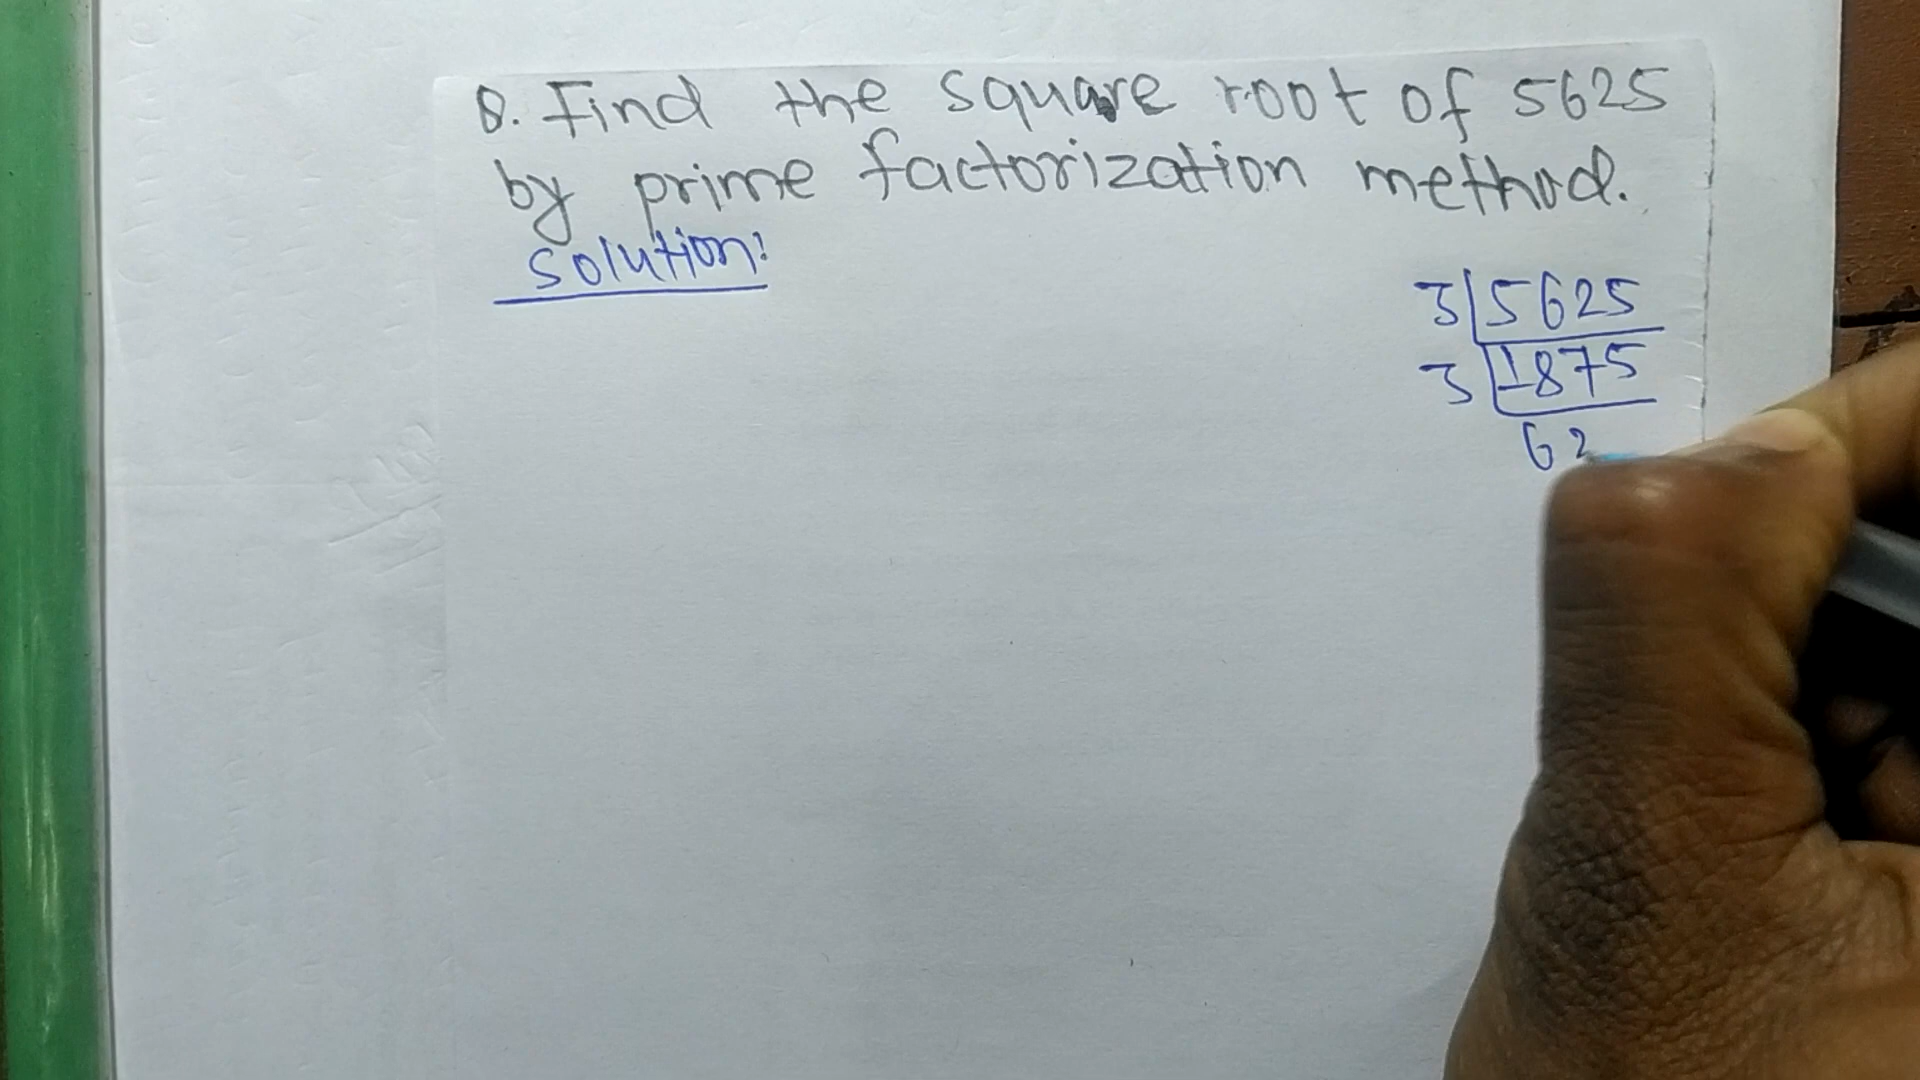 Q. Find the square root of 5625
by prime factorization method.
Solution:
3 5625
3 1875
62